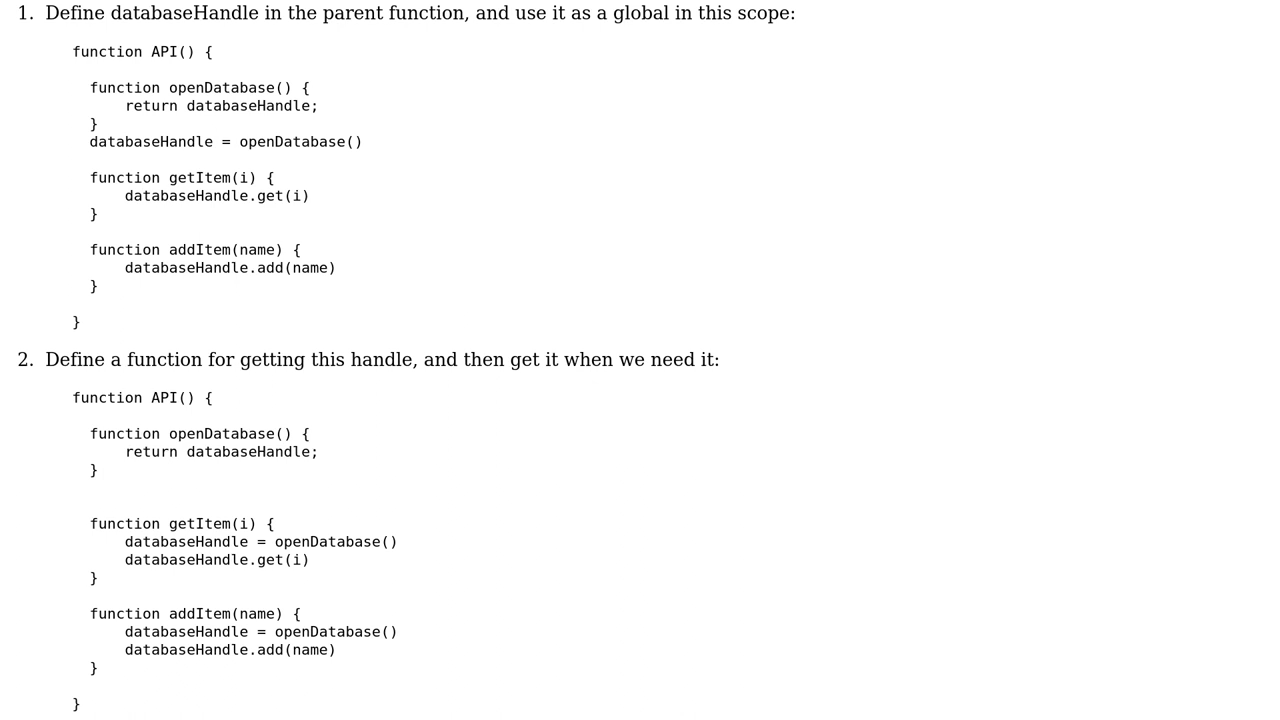 1. Define databaseHandle in the parent function, and use it as a global in this scope:
function API() {
function openDatabase() {
return databaseHandle;
}
databaseHandle = openDatabase()
function getItem(i) {
databaseHandle.get(i)
}
function addItem(name) {
databaseHandle.add(name)
}
}
2. Define a function for getting this handle, and then get it when we need it:
function API() {
function openDatabase() {
return databaseHandle;
}
function getItem(i) {
databaseHandle = openDatabase()
databaseHandle.get(i)
}
function addItem(name) {
databaseHandle = openDatabase()
databaseHandle.add(name)
}
}